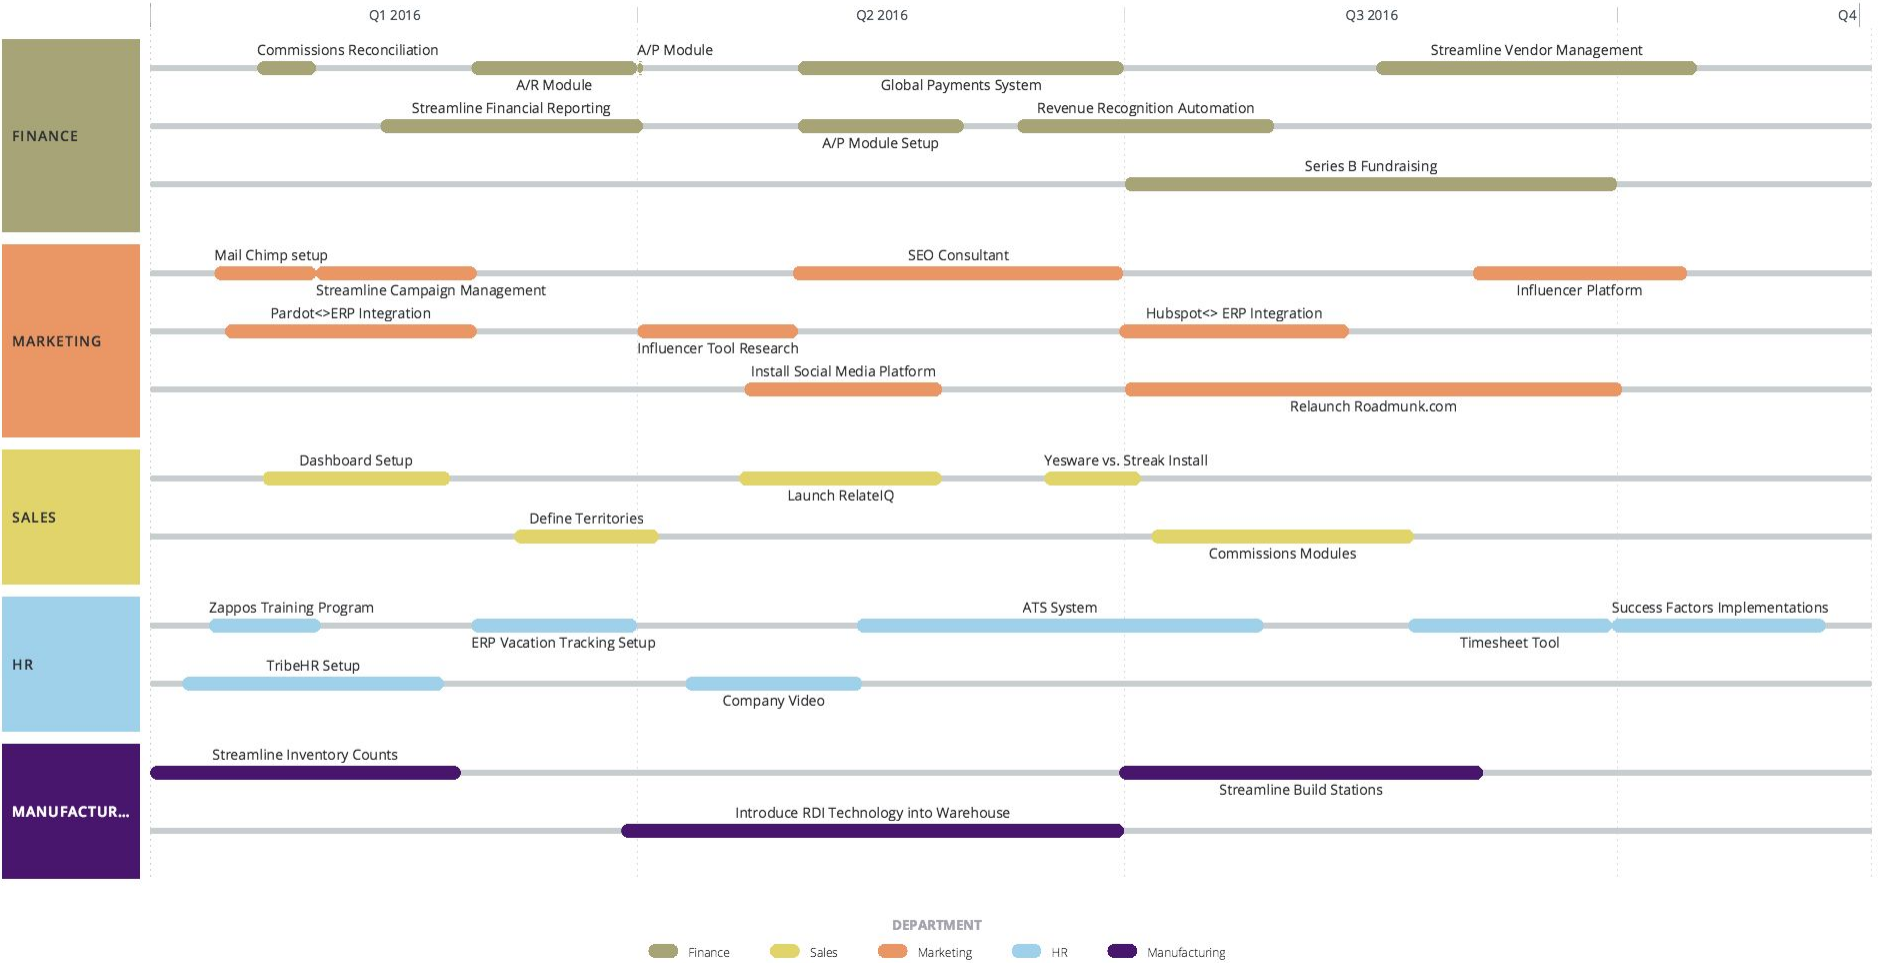 Q1 2016
Q2 2016
Q3 2016
Q4
FINANCE
Commissions Reconciliation
A/P Module
Streamline Vendor Management
A/R Module
Global Payments System
Streamline Financial Reporting
Revenue Recognition Automation
A/P Module Setup
Series B Fundraising
MARKETING
Mail Chimp setup
SEO Consultant
Streamline Campaign Management
Influencer Platform
Pardot<>ERP Integration
Hubspot<> ERP Integration
Influencer Tool Research
Install Social Media Platform
Relaunch Roadmunk.com
SALES
Dashboard Setup
Yesware vs. Streak Install
Launch RelateIQ
Define Territories
Commissions Modules
HR
Zappos Training Program
ATS System
Success Factors Implementations
ERP Vacation Tracking Setup
Timesheet Tool
TribeHR Setup
Company Video
MANUFACTUR...
Streamline Inventory Counts
Streamline Build Stations
Introduce RDI Technology into Warehouse
DEPARTMENT
Finance
Sales
Marketing
HR
Manufacturing